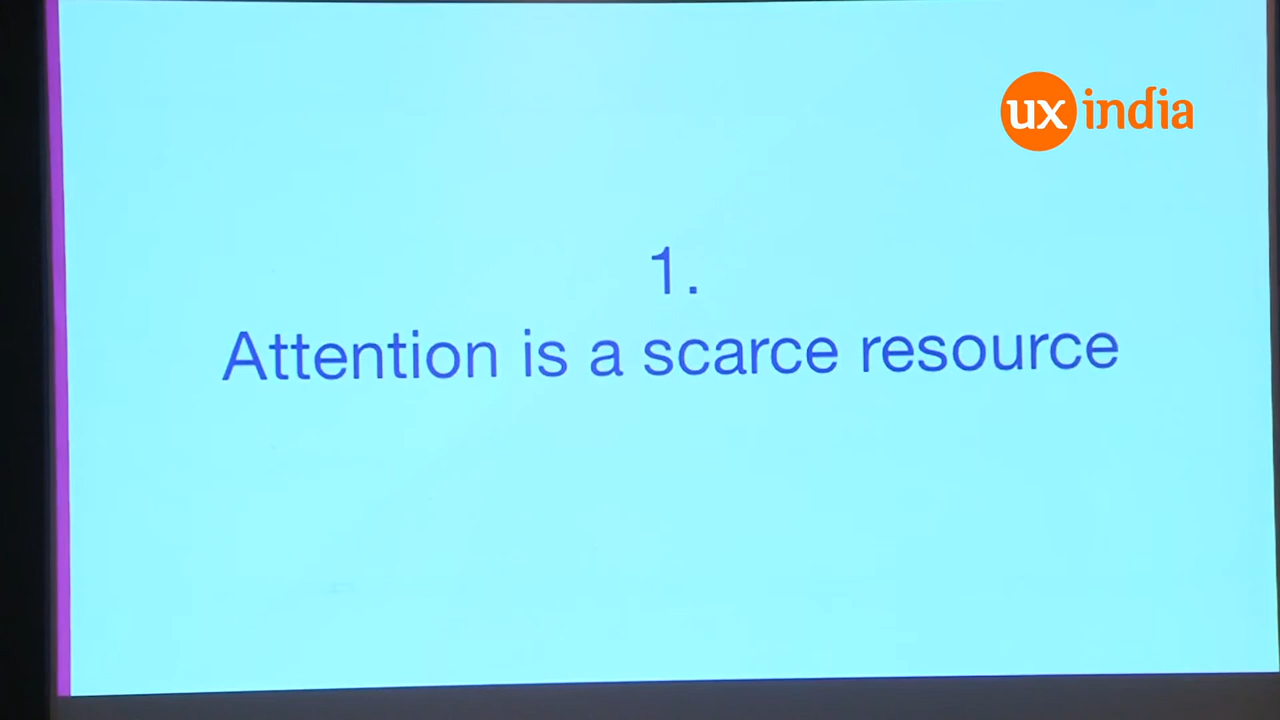 ux india
1.
Attention is a scarce resource